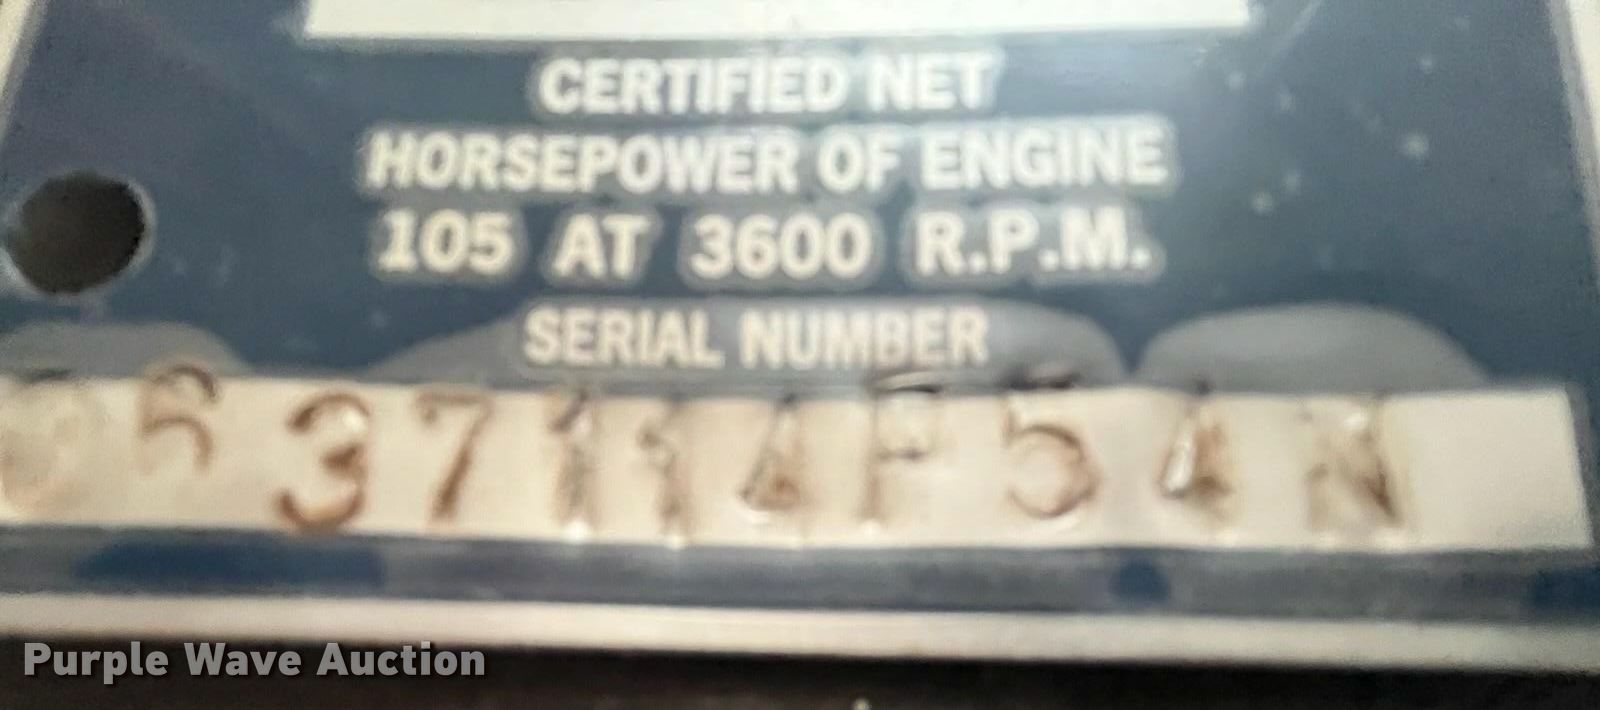 CERTIFIED NET
HORSEPOWER OF ENGINE
105 AT 3600 R.P.M.
SERIAL NUMBER
Purple Wave Auction